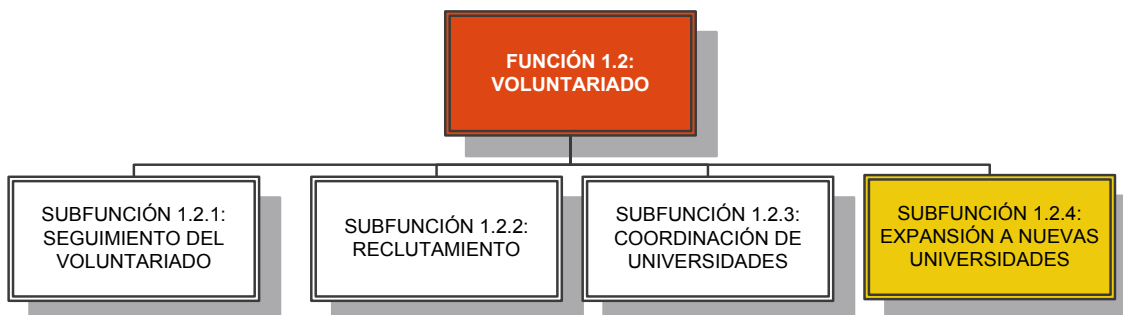 FUNCIÓN 1.2:
VOLUNTARIADO
SUBFUNCIÓN 1.2.1:
SEGUIMIENTO DEL
VOLUNTARIADO
SUBFUNCIÓN 1.2.2:
RECLUTAMIENTO
SUBFUNCIÓN 1.2.3:
COORDINACIÓN DE
UNIVERSIDADES
SUBFUNCIÓN 1.2.4:
EXPANSIÓN A NUEVAS
UNIVERSIDADES